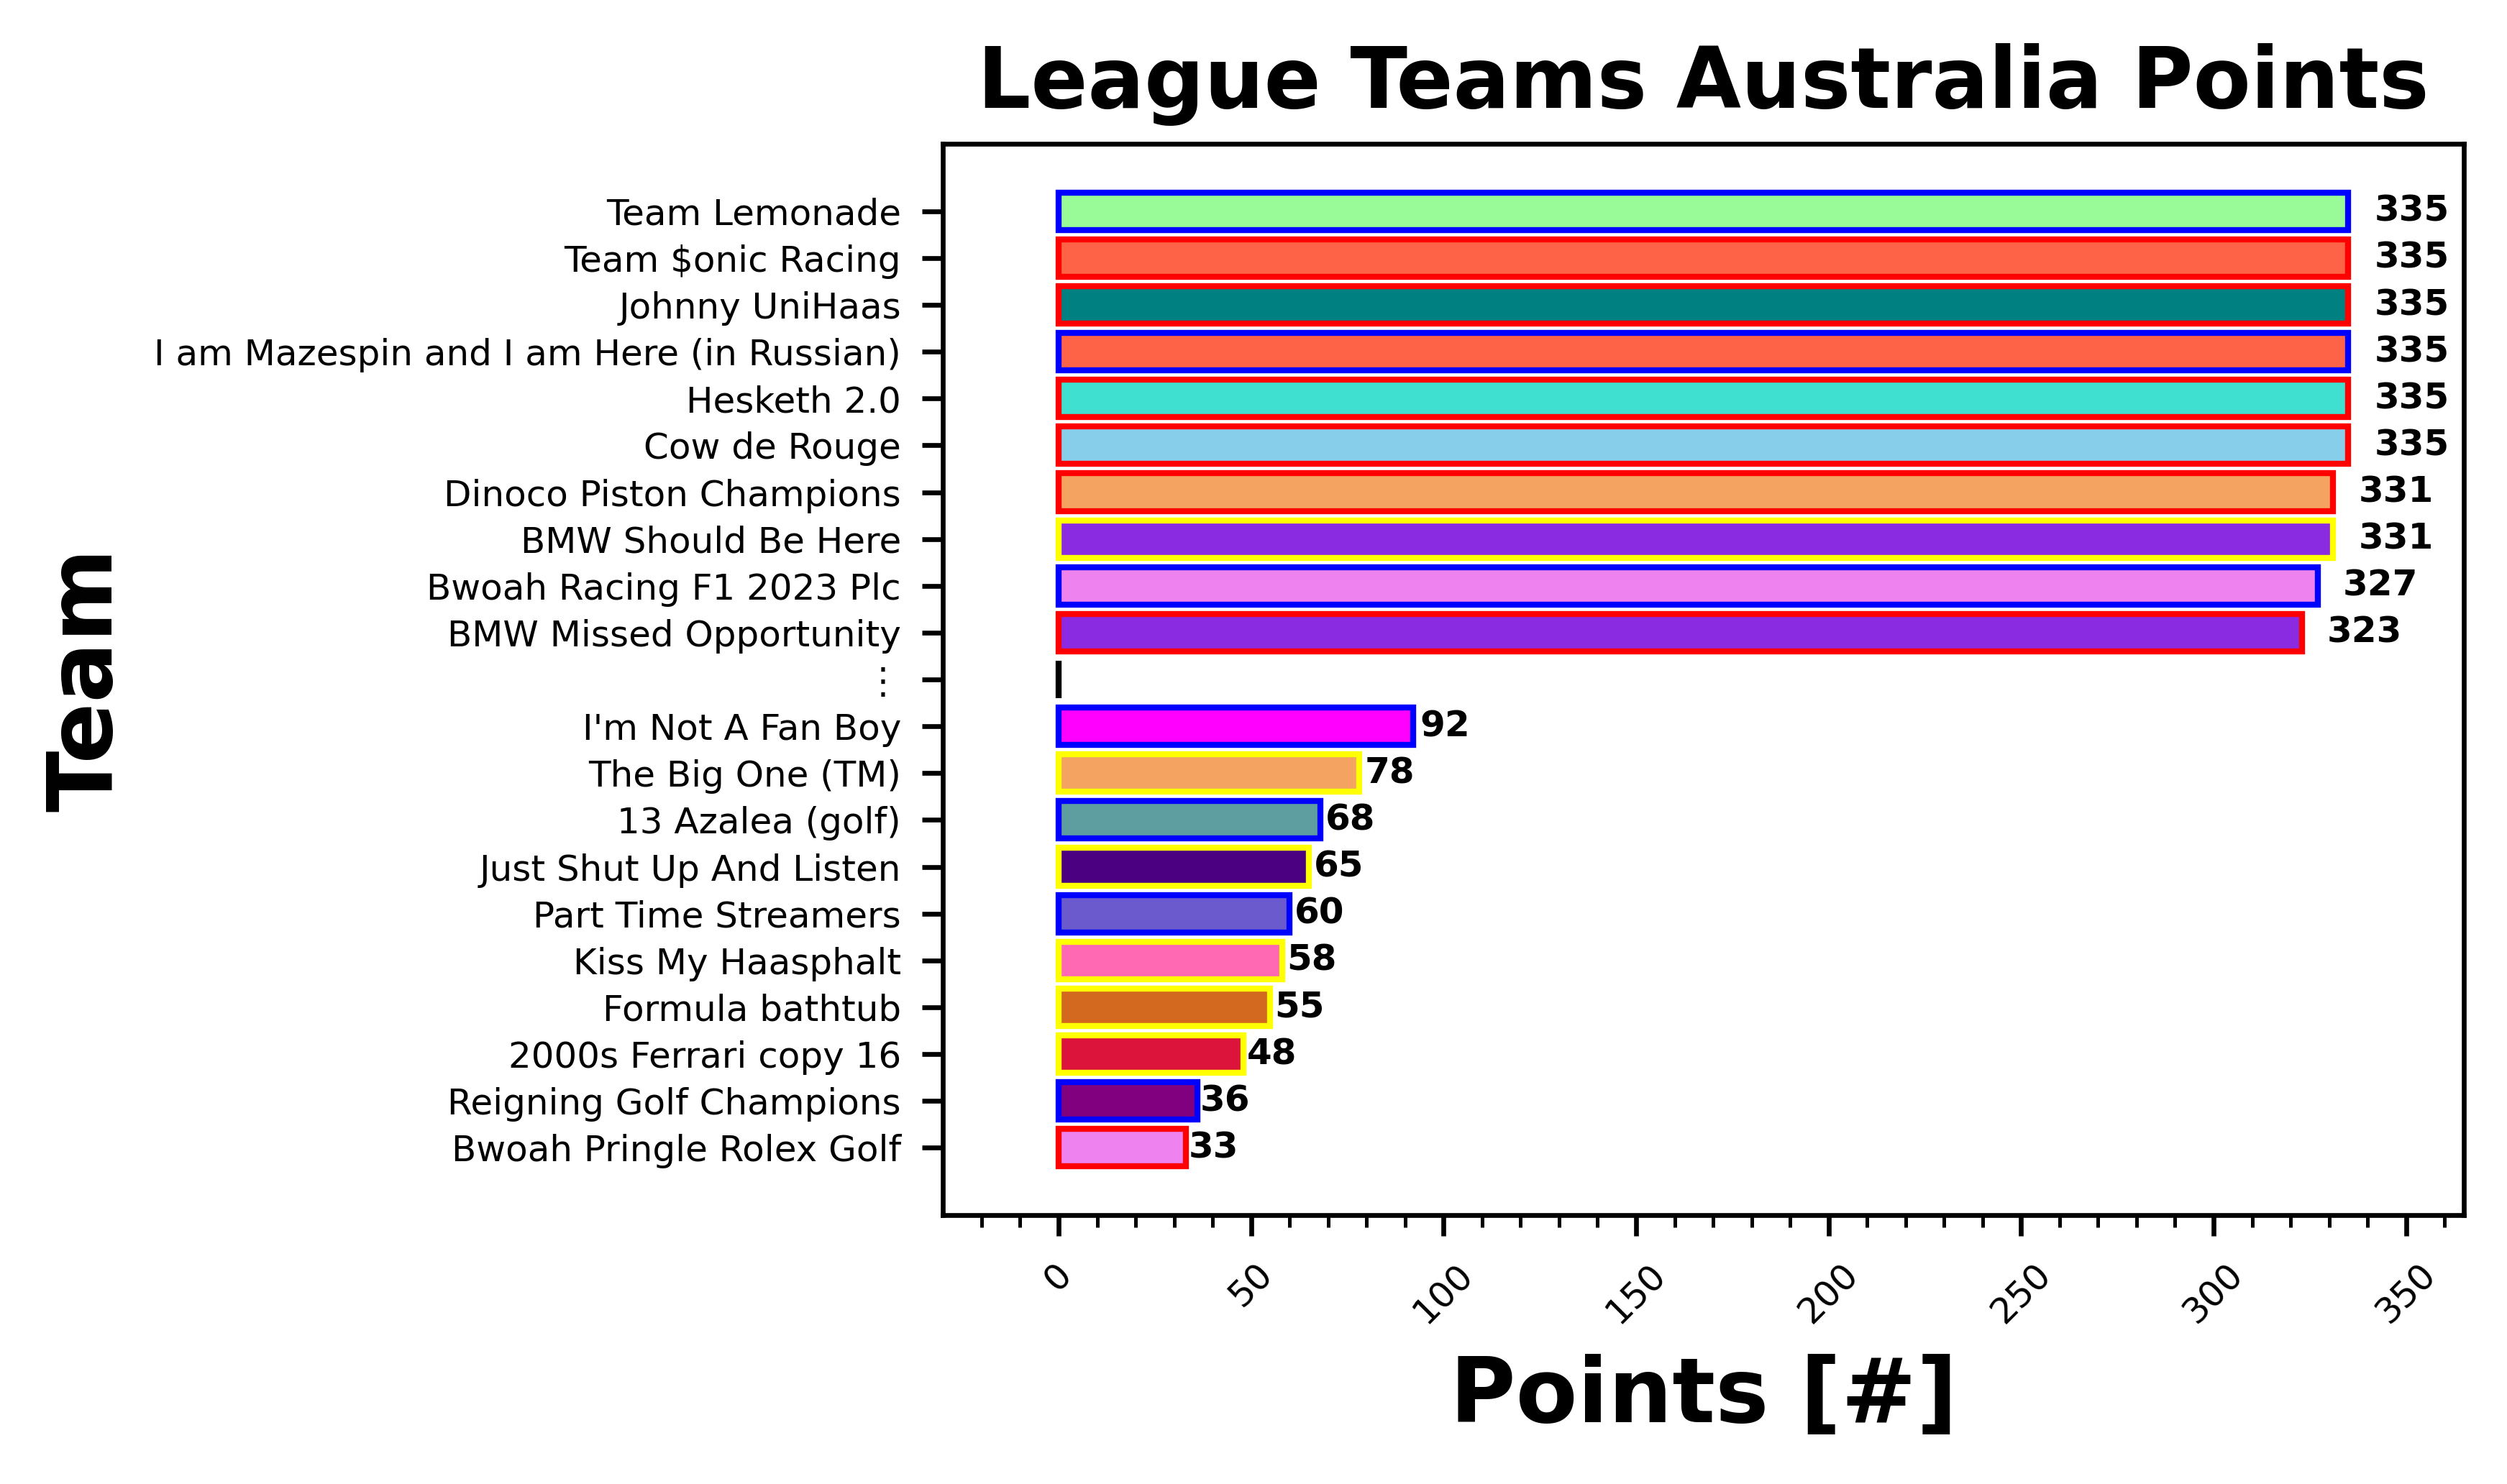 League Teams Australia Points
Team
Team Lemonade 335
Team $onic Racing 335
Johnny UniHaas 335
I am Mazespin and I am Here (in Russian) 335
Hesketh 2.0 335
Cow de Rouge 335
Dinoco Piston Champions 331
BMW Should Be Here 331
Bwoah Racing F1 2023 Plc 327
BMW Missed Opportunity 323
⋮
I'm Not A Fan Boy 92
The Big One (TM) 78
13 Azalea (golf) 68
Just Shut Up And Listen 65
Part Time Streamers 60
Kiss My Haasphalt 58
Formula bathtub 55
2000s Ferrari copy 16 48
Reigning Golf Champions 36
Bwoah Pringle Rolex Golf 33
0 50 100 150 200 250 300 350
Points [#]